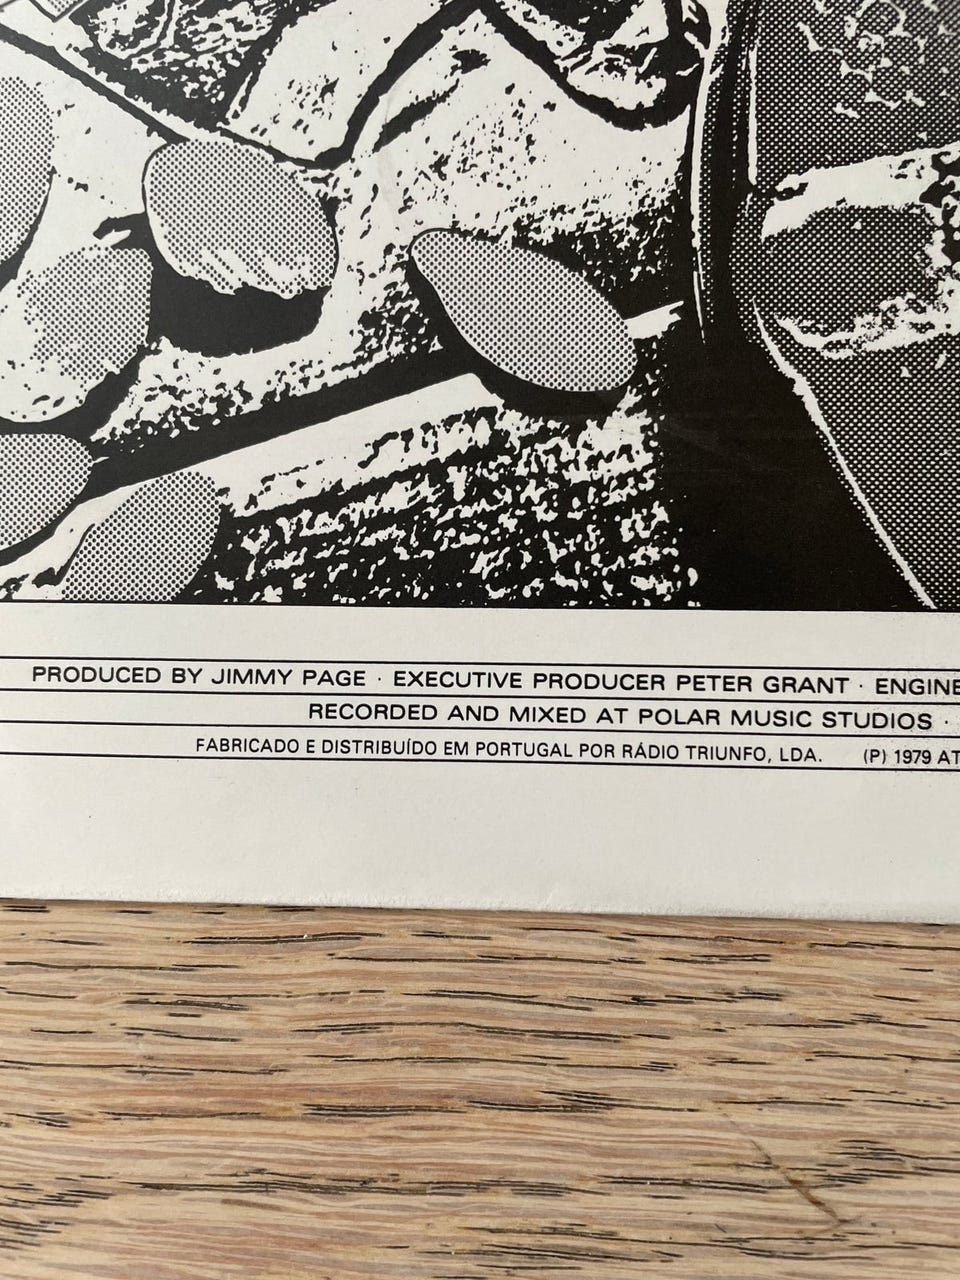 PRODUCED BY JIMMY PAGE · EXECUTIVE PRODUCER PETER GRANT · ENGINE
RECORDED AND MIXED AT POLAR MUSIC STUDIOS ·
FABRICADO E DISTRIBUÍDO EM PORTUGAL POR RÁDIO TRIUNFO, LDA. (P) 1979 AT